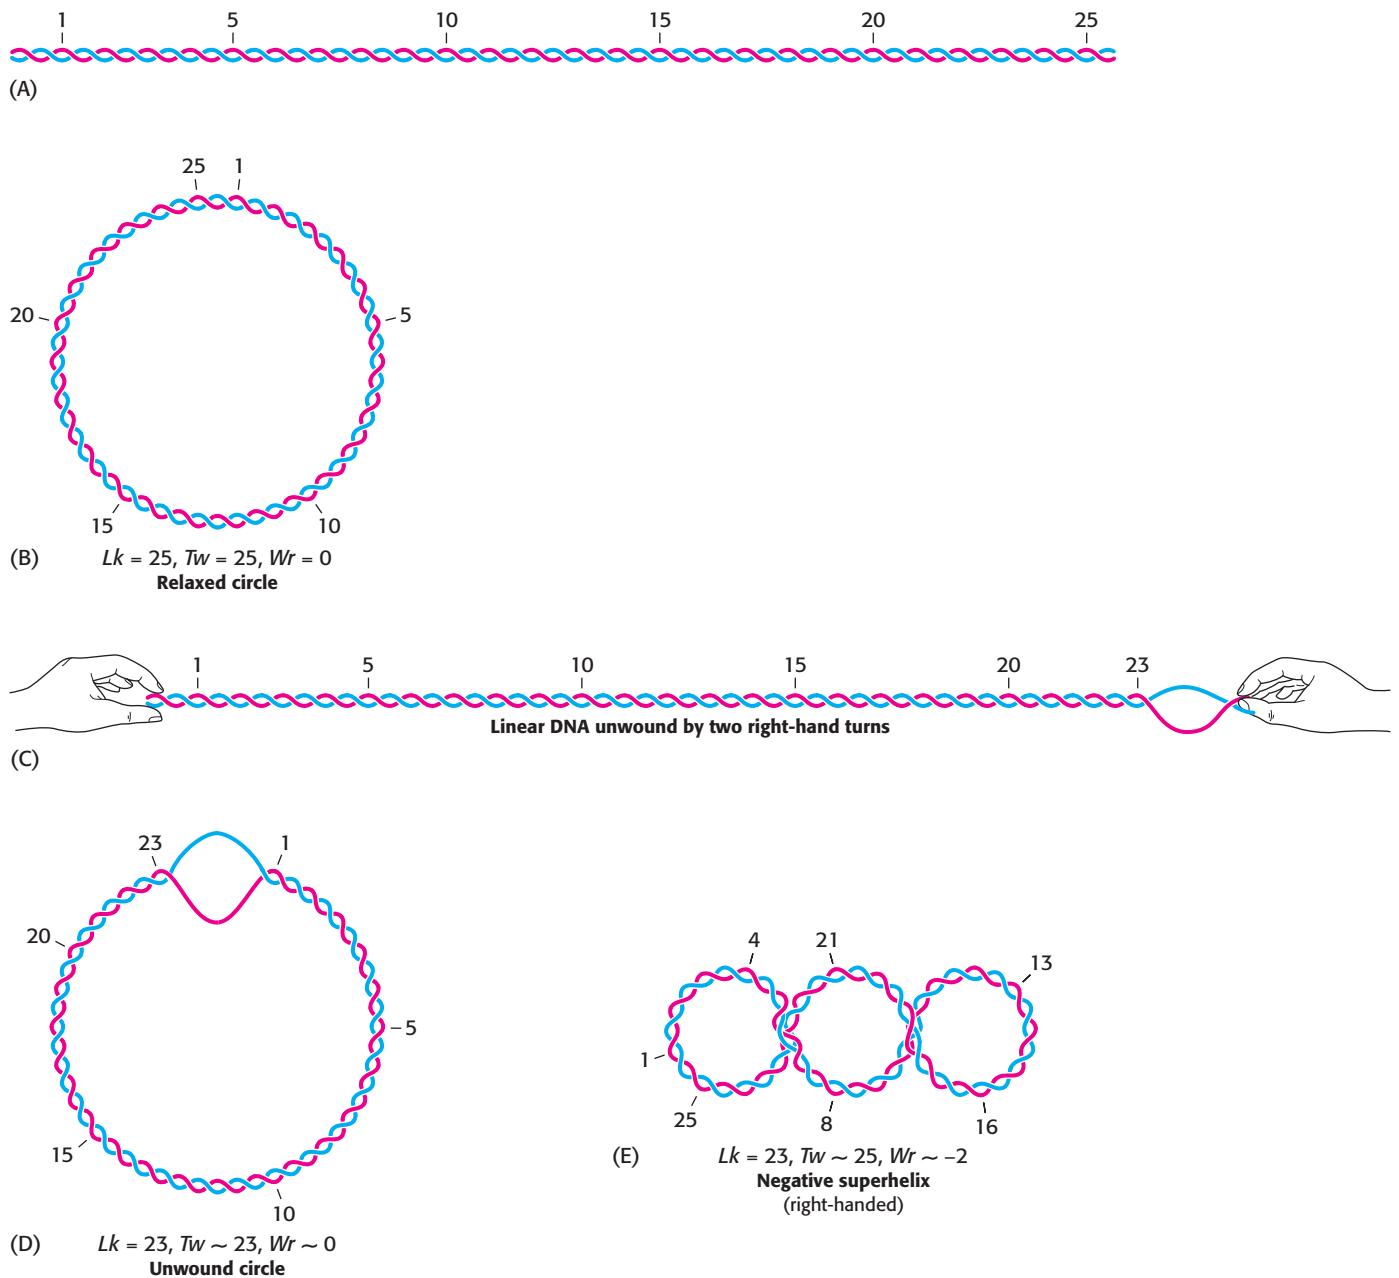 1 5 10 15 20 25
(A)
25 1
20 5
15 10
(B) Lk = 25, Tw = 25, Wr = 0
Relaxed circle
1 5 10 15 20 23
Linear DNA unwound by two right-hand turns
(C)
23 1
20
5
15
10
(D) Lk = 23, Tw ~ 23, Wr ~ 0
Unwound circle
4 21 13
1
25 8 16
(E) Lk = 23, Tw ~ 25, Wr ~ –2
Negative superhelix
(right-handed)